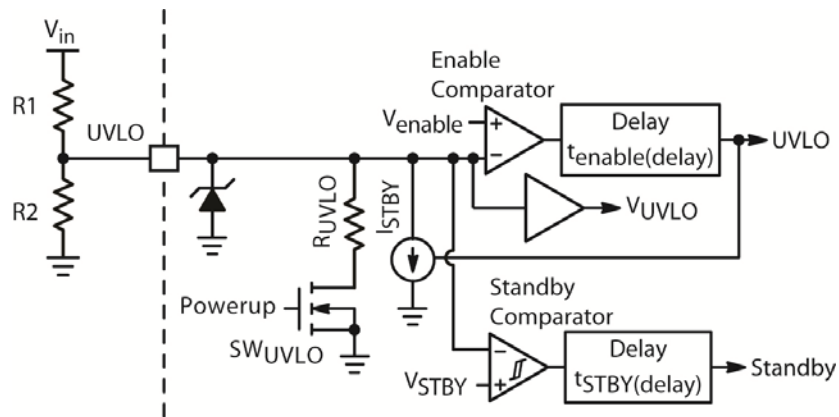 Vin
R1
R2
UVLO
RUVLO
ISTBY
Powerup
SWUVLO
Enable
Comparator
Venable
+
−
Delay
tenable(delay)
UVLO
VUVLO
Standby
Comparator
−
+
VSTBY
Delay
tSTBY(delay)
Standby